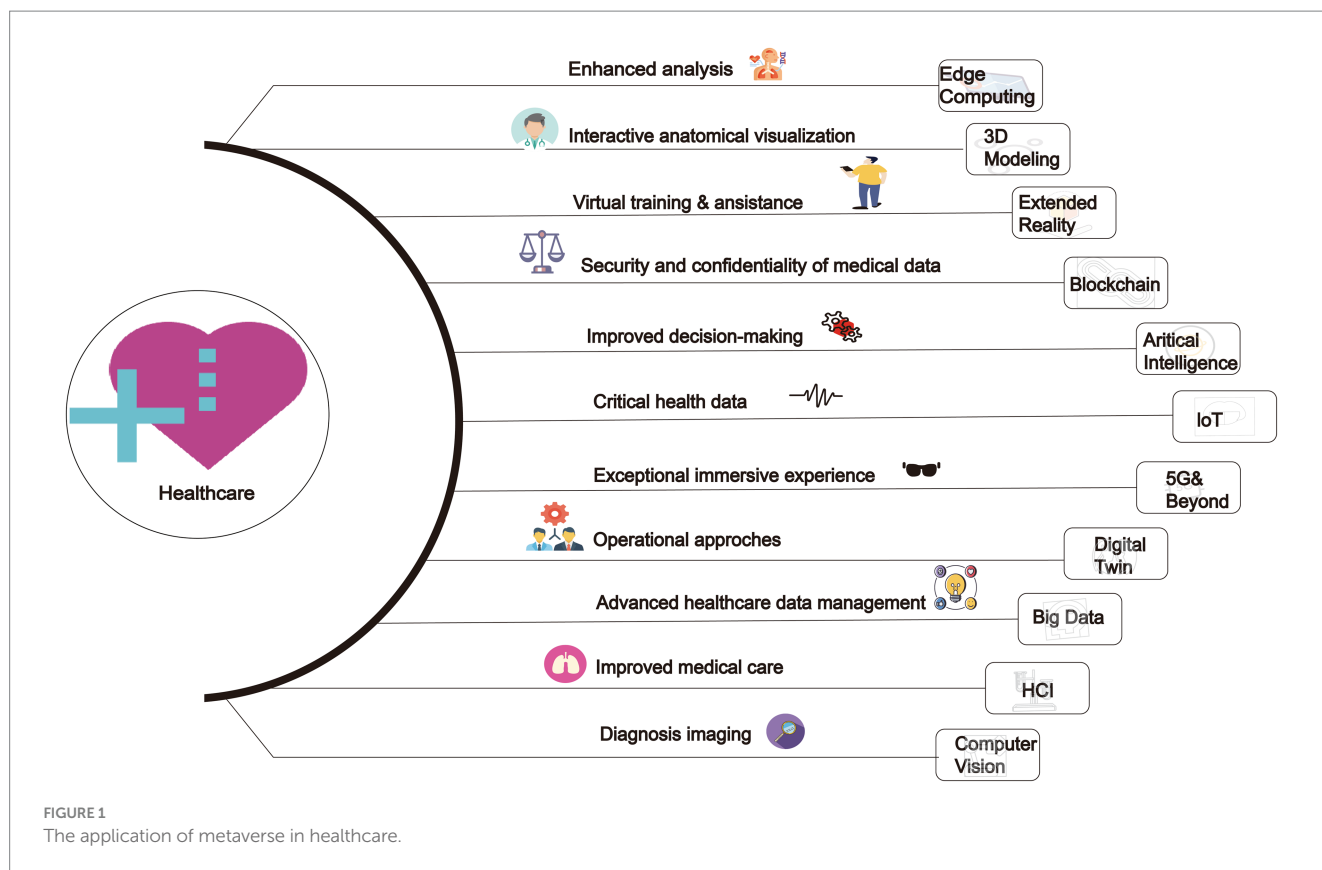 Enhanced analysis
Edge
Computing
Interactive anatomical visualization
3D
Modeling
Virtual training & ansistance
Extended
Reality
Security and confidentiality of medical data
Blockchain
Improved decision-making
Aritical
Intelligence
Critical health data
IoT
Exceptional immersive experience
5G&
Beyond
Operational approches
Digital
Twin
Advanced healthcare data management
Big Data
Improved medical care
HCI
Diagnosis imaging
Computer
Vision
Healthcare
FIGURE 1
The application of metaverse in healthcare.